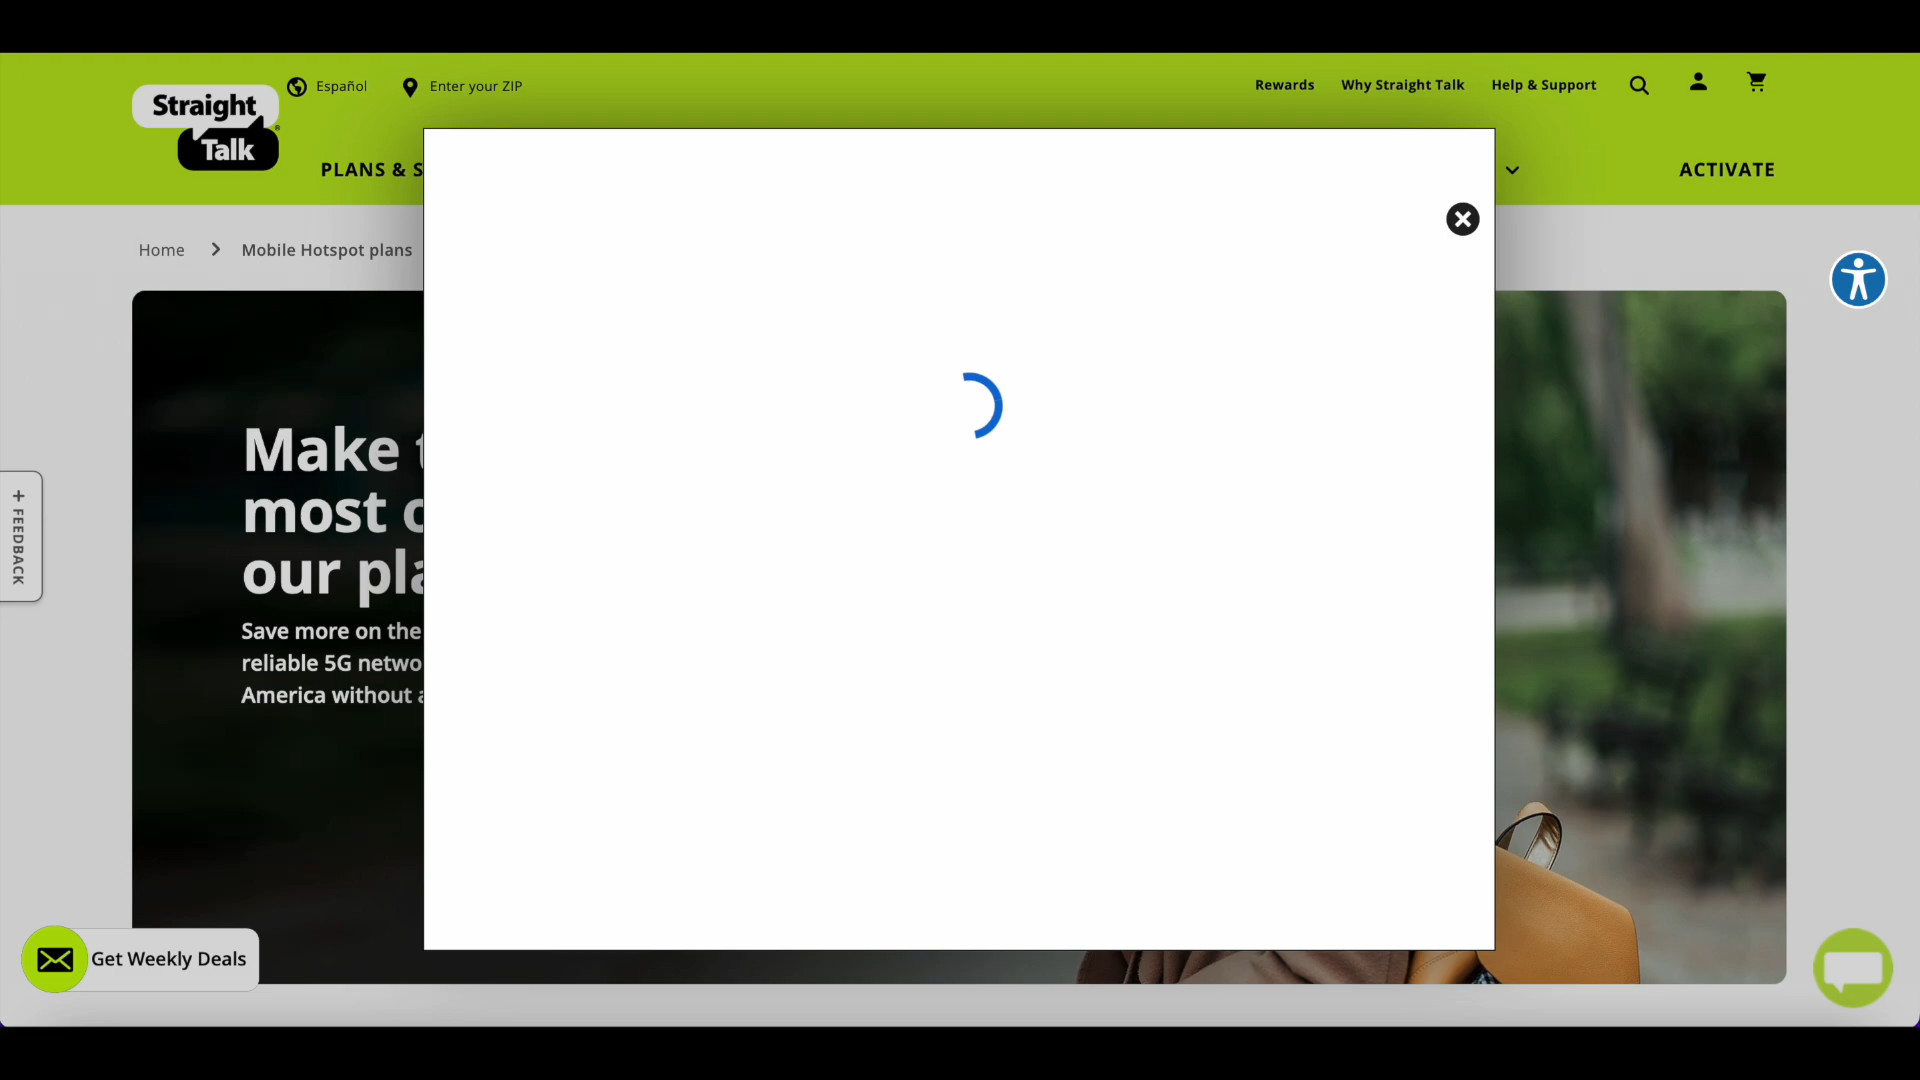 Straight
Talk
Español
Enter your ZIP
Rewards
Why Straight Talk
Help & Support
PLANS & S
ACTIVATE
Home
Mobile Hotspot plans
Make
most
our pla
Save more on the
reliable 5G netwo
America without
+ FEEDBACK
Get Weekly Deals